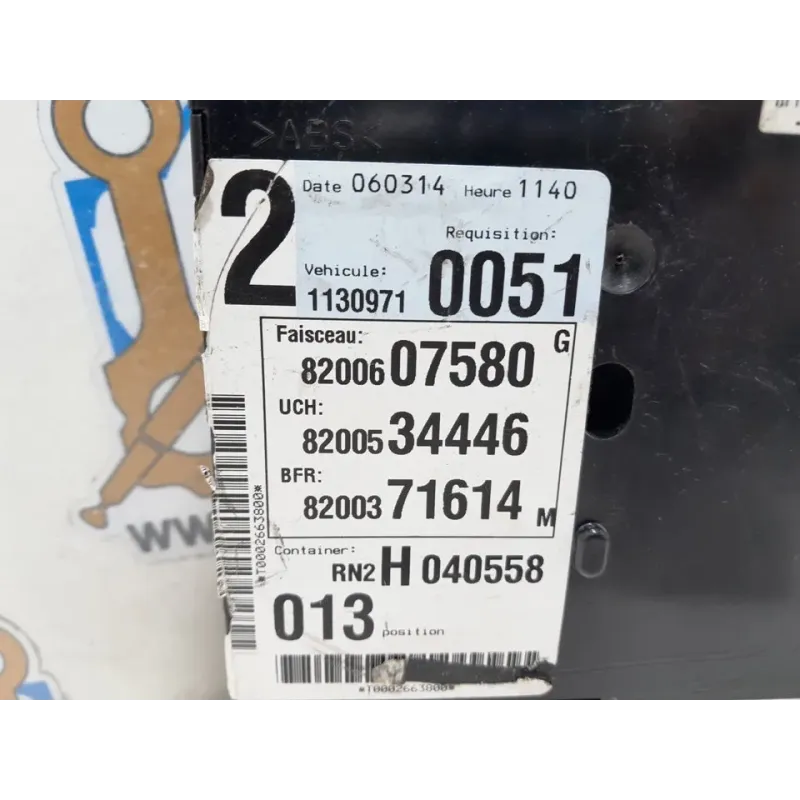 >ABS<
2
Date 060314 Heure 1140
Requisition:
Vehicule:
1130971 0051
Faisceau: G
82006 07580
UCH:
82005 34446
BFR:
82003 71614 M
Container:
RN2 H 040558
013 position
*T0002663800*
*T0002663800*
WW